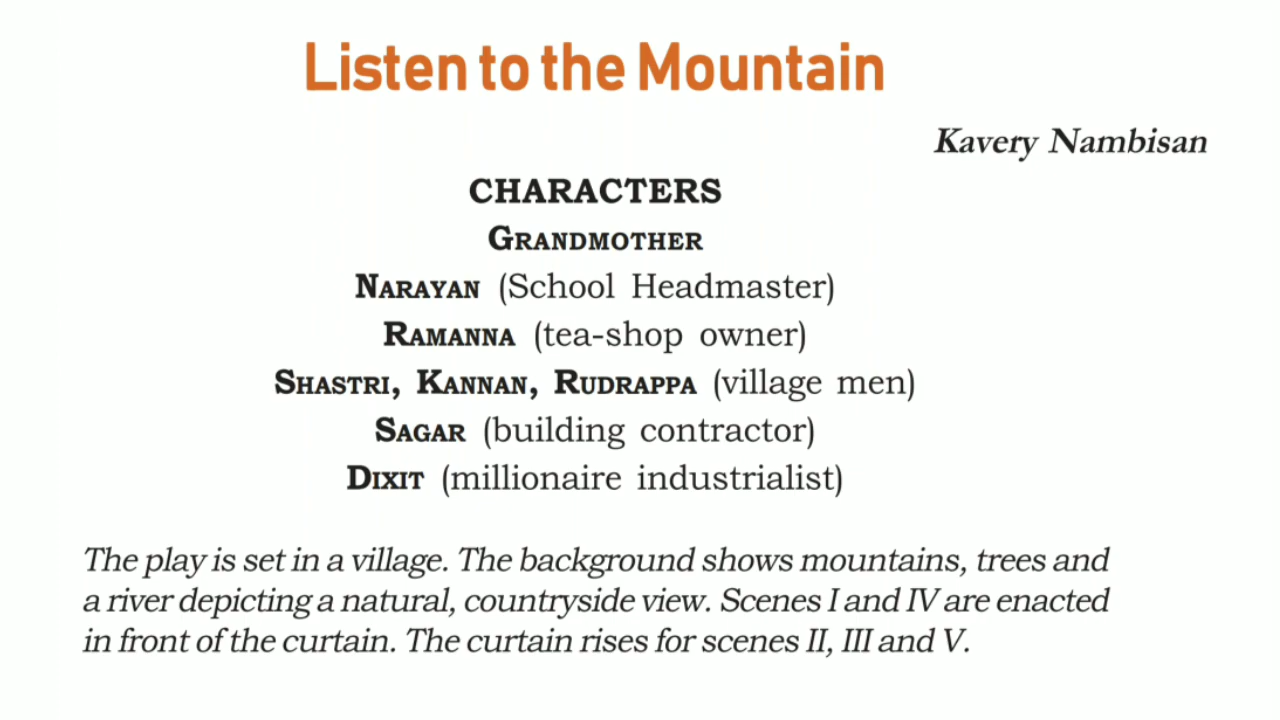 Listen to the Mountain
Kavery Nambisan
CHARACTERS
GRANDMOTHER
NARAYAN (School Headmaster)
RAMANNA (tea-shop owner)
SHASTRI, KANNAN, RUDRAPPA (village men)
SAGAR (building contractor)
DIXIT (millionaire industrialist)
The play is set in a village. The background shows mountains, trees and
a river depicting a natural, countryside view. Scenes I and IV are enacted
in front of the curtain. The curtain rises for scenes II, III and V.